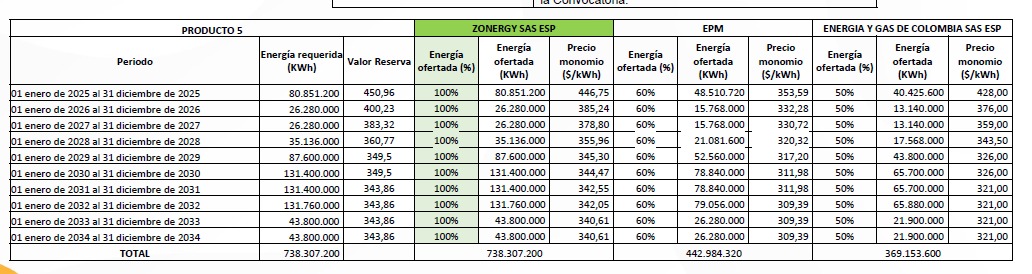 la Convocatoria.
PRODUCTO 5 ZONERGY SAS ESP EPM ENERGIA Y GAS DE COLOMBIA SAS ESP
Periodo Energía requerida (KWh) Valor Reserva Energía ofertada (%) Energía ofertada (KWh) Precio monomio ($/kWh) Energía ofertada (%) Energía ofertada (KWh) Precio monomio ($/kWh) Energía ofertada (%) Energía ofertada (KWh) Precio monomio ($/kWh)
01 enero de 2025 al 31 diciembre de 2025 80.851.200 450,96 100% 80.851.200 446,75 60% 48.510.720 353,59 50% 40.425.600 428,00
01 enero de 2026 al 31 diciembre de 2026 26.280.000 400,23 100% 26.280.000 385,24 60% 15.768.000 332,28 50% 13.140.000 376,00
01 enero de 2027 al 31 diciembre de 2027 26.280.000 383,32 100% 26.280.000 378,80 60% 15.768.000 330,72 50% 13.140.000 359,00
01 enero de 2028 al 31 diciembre de 2028 35.136.000 360,77 100% 35.136.000 355,96 60% 21.081.600 320,32 50% 17.568.000 343,50
01 enero de 2029 al 31 diciembre de 2029 87.600.000 349,5 100% 87.600.000 345,30 60% 52.560.000 317,20 50% 43.800.000 326,00
01 enero de 2030 al 31 diciembre de 2030 131.400.000 349,5 100% 131.400.000 344,47 60% 78.840.000 311,98 50% 65.700.000 326,00
01 enero de 2031 al 31 diciembre de 2031 131.400.000 343,86 100% 131.400.000 342,55 60% 78.840.000 311,98 50% 65.700.000 321,00
01 enero de 2032 al 31 diciembre de 2032 131.760.000 343,86 100% 131.760.000 342,05 60% 79.056.000 309,39 50% 65.880.000 321,00
01 enero de 2033 al 31 diciembre de 2033 43.800.000 343,86 100% 43.800.000 340,61 60% 26.280.000 309,39 50% 21.900.000 321,00
01 enero de 2034 al 31 diciembre de 2034 43.800.000 343,86 100% 43.800.000 340,61 60% 26.280.000 309,39 50% 21.900.000 321,00
TOTAL 738.307.200 738.307.200 442.984.320 369.153.600